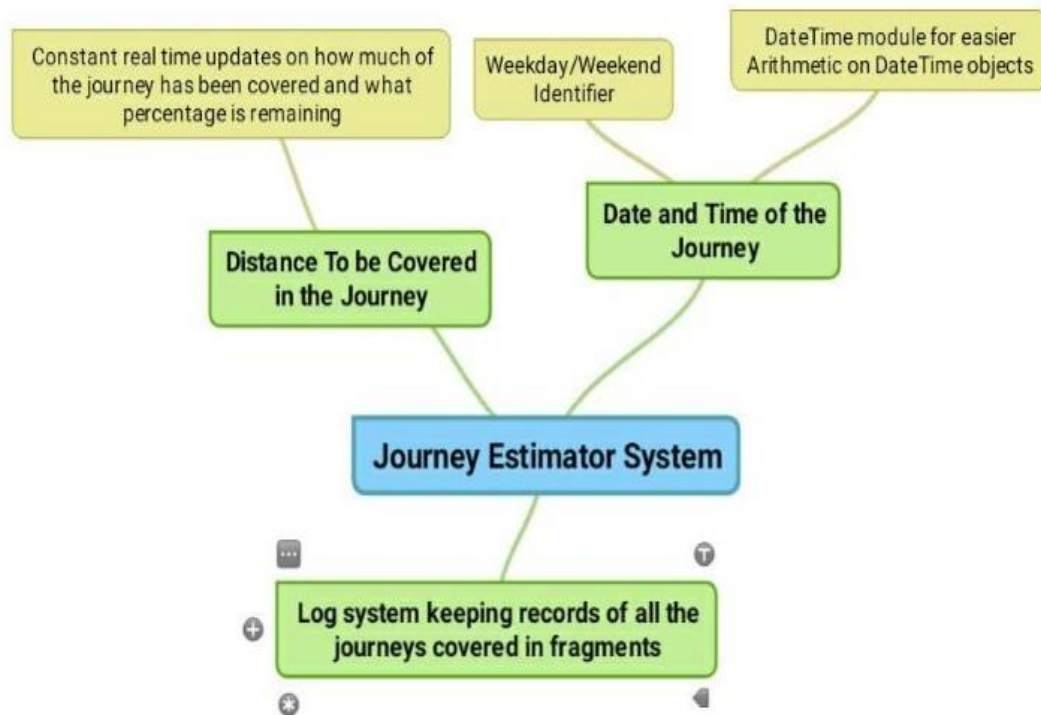 Constant real time updates on how much of
the journey has been covered and what
percentage is remaining
Weekday/Weekend
Identifier
DateTime module for easier
Arithmetic on DateTime objects
Distance To be Covered
in the Journey
Date and Time of the
Journey
Journey Estimator System
T
Log system keeping records of all the
journeys covered in fragments